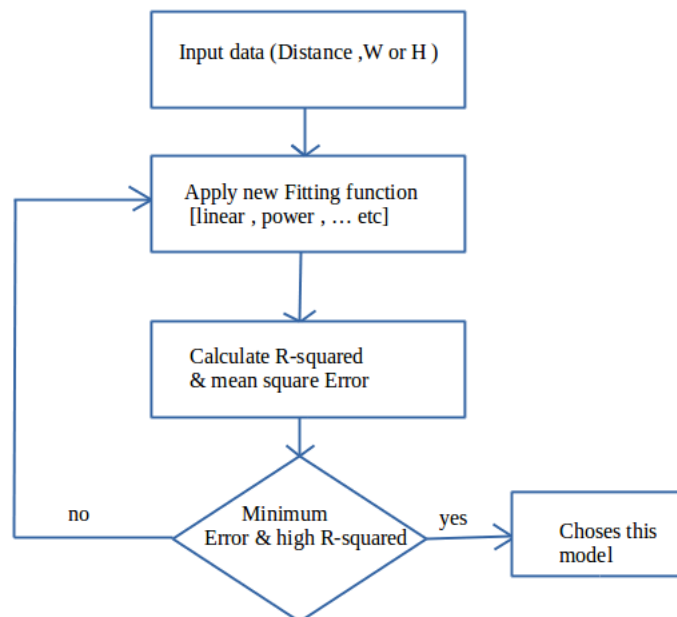 Input data (Distance ,W or H )
Apply new Fitting function
[linear , power , … etc]
Calculate R-squared
& mean square Error
Minimum
Error & high R-squared
no
yes
Choses this
model